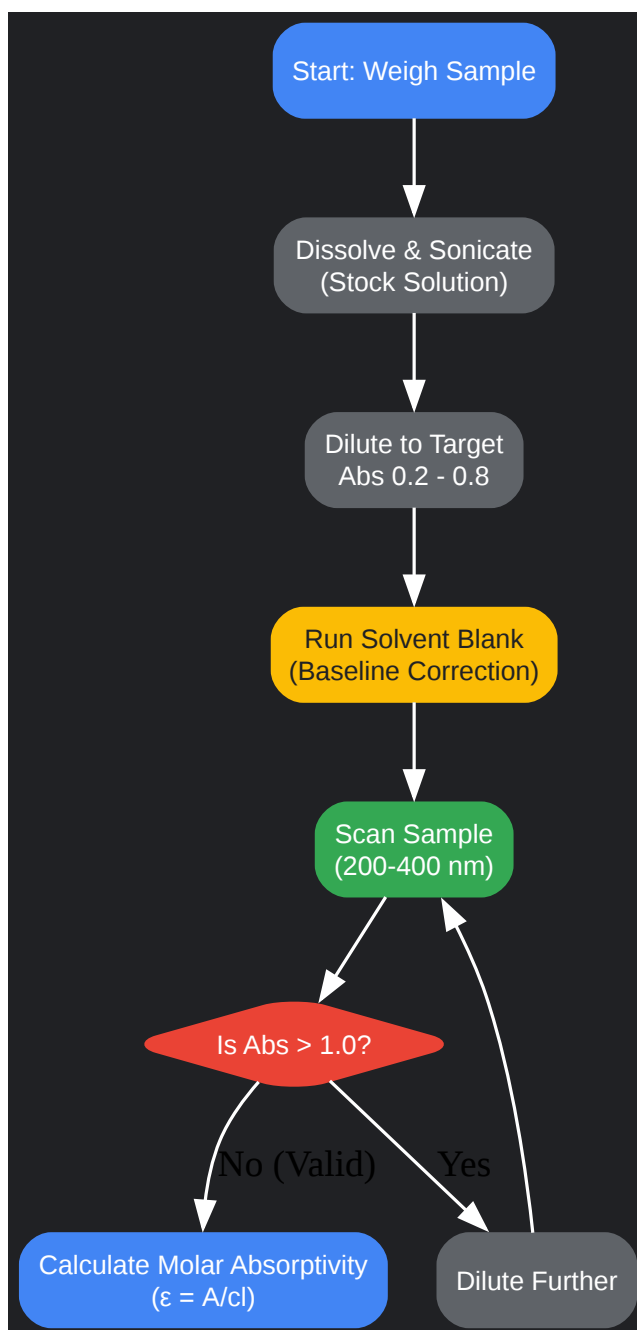 Start: Weigh Sample
Dissolve & Sonicate
(Stock Solution)
Dilute to Target
Abs 0.2 - 0.8
Run Solvent Blank
(Baseline Correction)
Scan Sample
(200-400 nm)
Is Abs > 1.0?
No (Valid)
Yes
Calculate Molar Absorptivity
(ε = A/cl)
Dilute Further